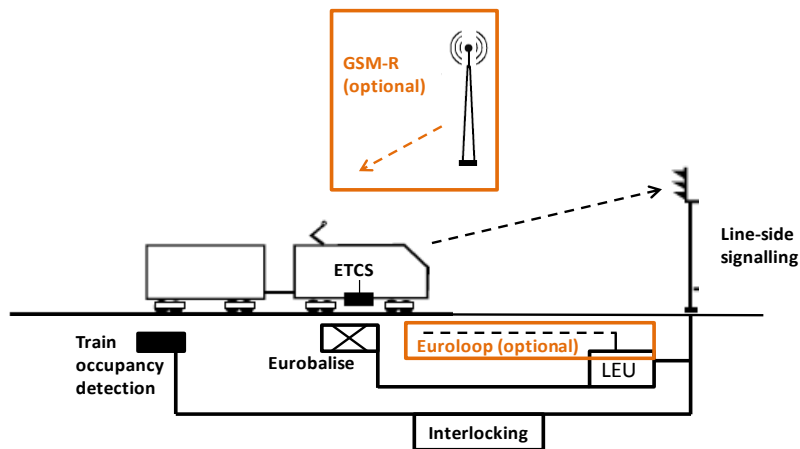 GSM-R
(optional)
Line-side
signalling
ETCS
Train
occupancy
detection
Eurobalise
Euroloop (optional)
LEU
Interlocking